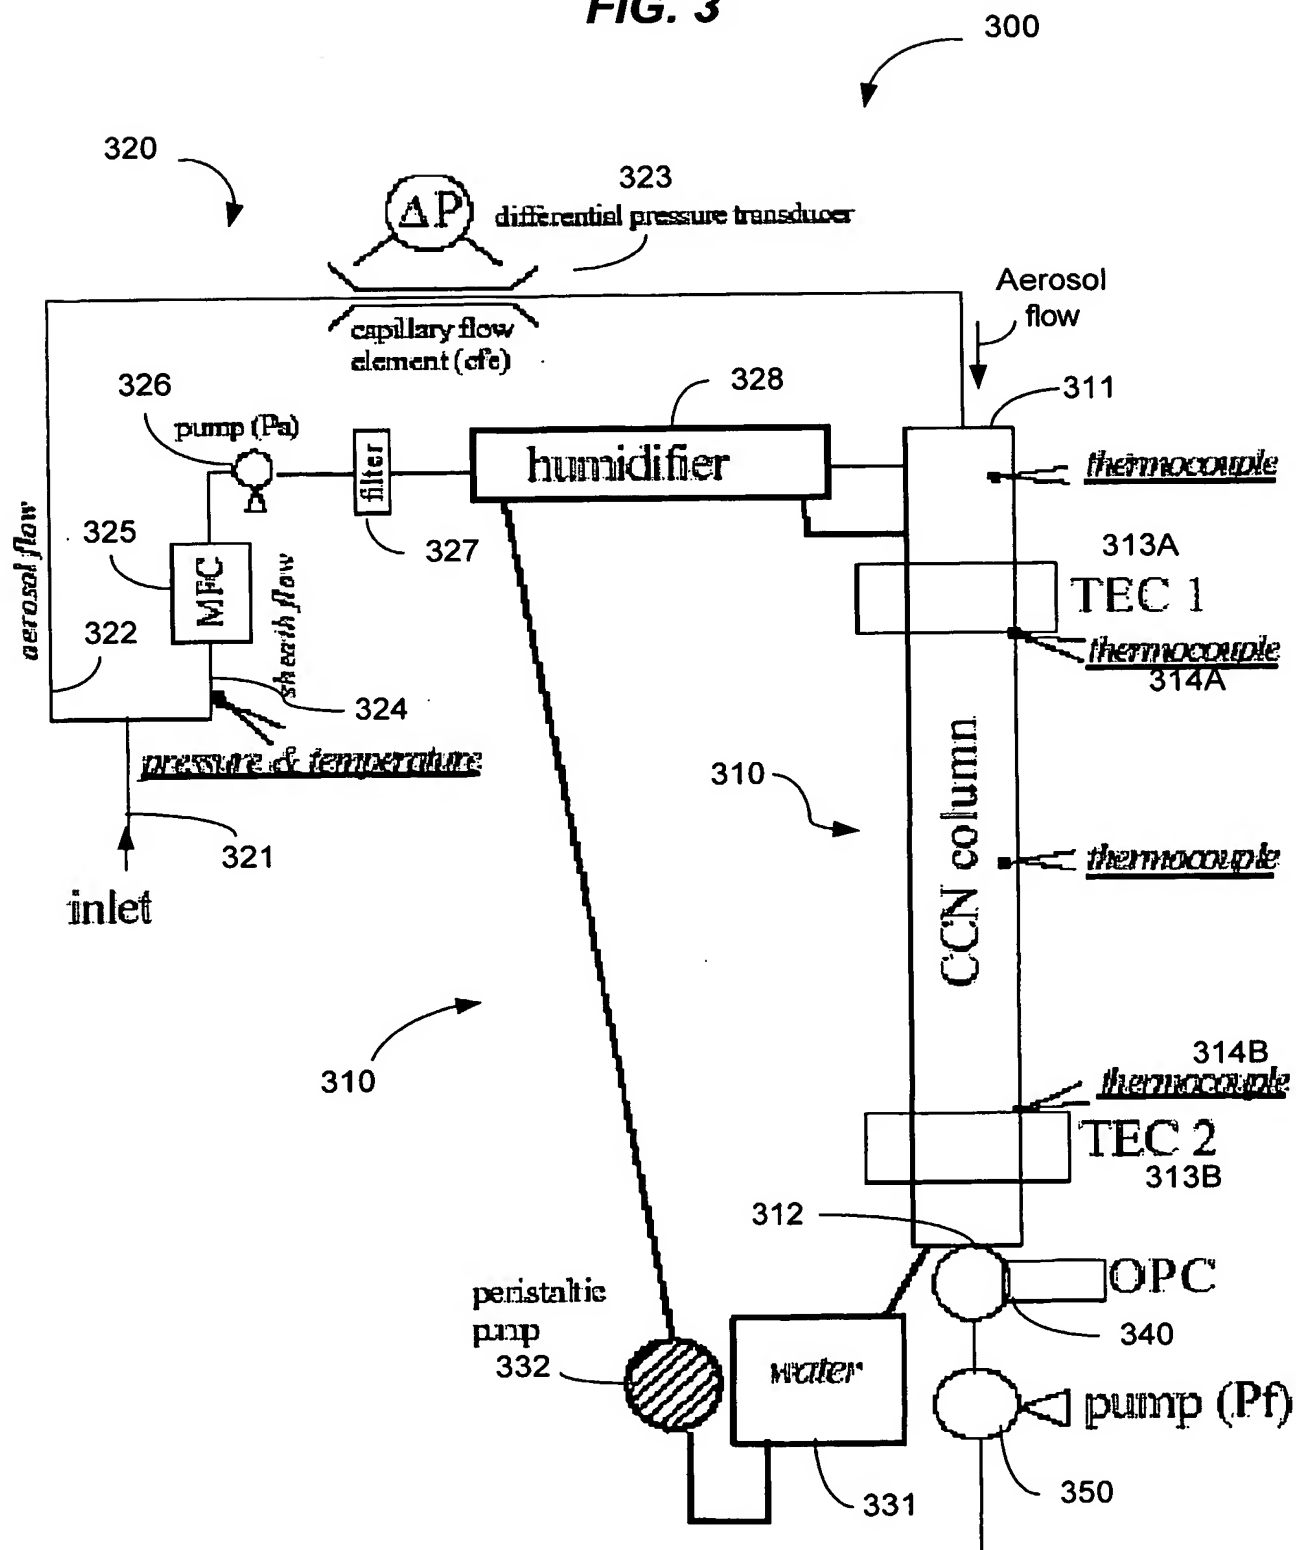 FIG. 3
300
320
323
ΔP
differential pressure transducer
Aerosol
flow
capillary flow
element (cfe)
326
328
311
pump (Pa)
filter
humidifier
thermocouple
aerosol flow
325
327
313A
MFC
sheath flow
TEC 1
322
thermocouple
314A
324
pressure & temperature
310
CCN column
321
thermocouple
inlet
310
314B
thermocouple
TEC 2
313B
312
peristaltic
pump
332
OPC
340
water
pump (Pf)
331
350